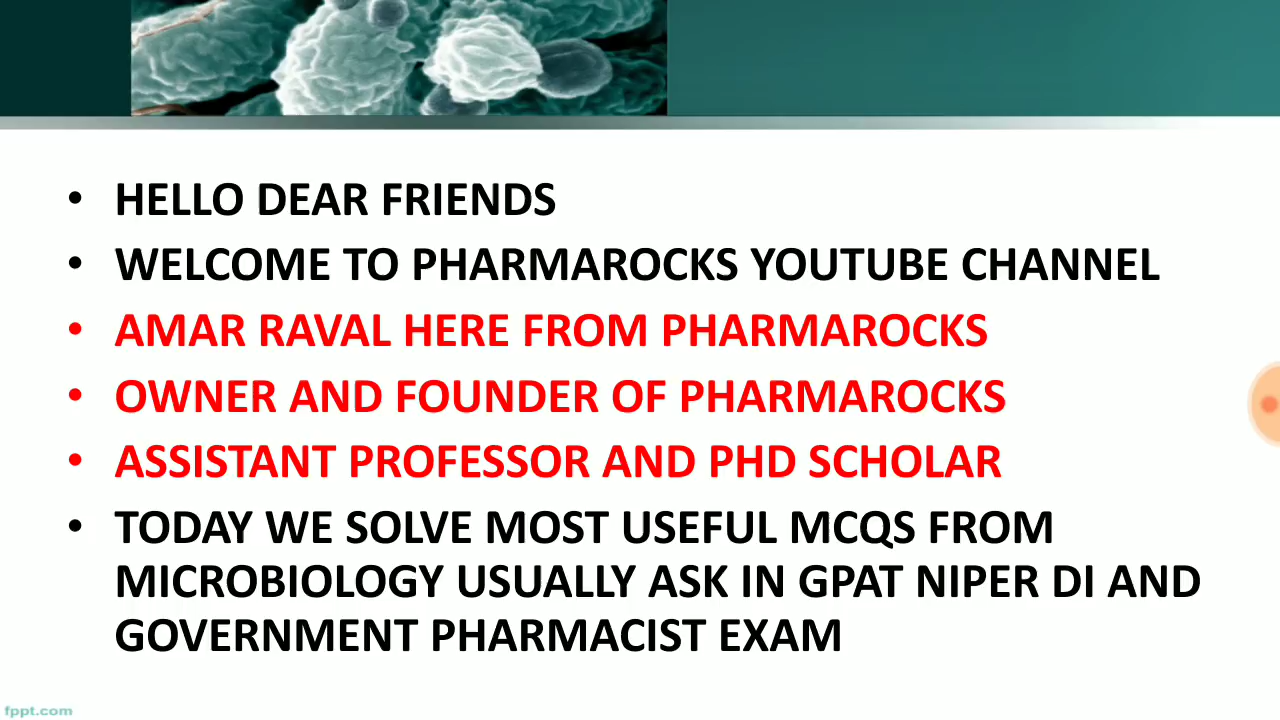 • HELLO DEAR FRIENDS
• WELCOME TO PHARMAROCKS YOUTUBE CHANNEL
• AMAR RAVAL HERE FROM PHARMAROCKS
• OWNER AND FOUNDER OF PHARMAROCKS
• ASSISTANT PROFESSOR AND PHD SCHOLAR
• TODAY WE SOLVE MOST USEFUL MCQS FROM
MICROBIOLOGY USUALLY ASK IN GPAT NIPER DI AND
GOVERNMENT PHARMACIST EXAM
fppt.com